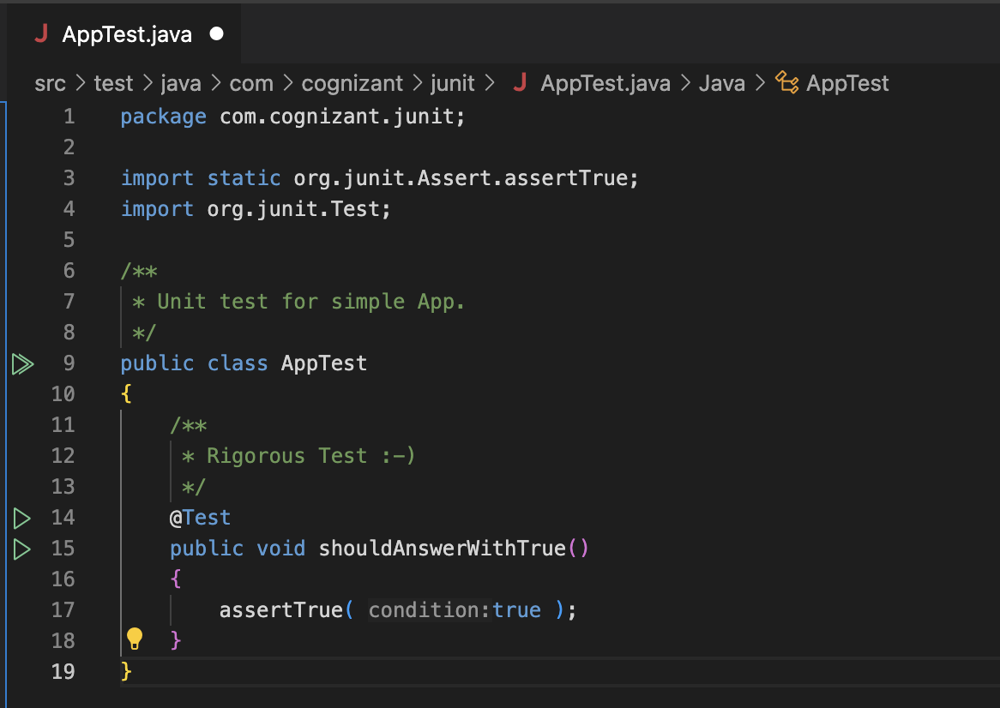 J AppTest.java ●
src > test > java > com > cognizant > junit > J AppTest.java > Java > AppTest
1 package com.cognizant.junit;
2
3 import static org.junit.Assert.assertTrue;
4 import org.junit.Test;
5
6 /**
7  * Unit test for simple App.
8  */
9 public class AppTest
10 {
11     /**
12      * Rigorous Test :-)
13      */
14     @Test
15     public void shouldAnswerWithTrue()
16     {
17         assertTrue( condition:true );
18     }
19 }